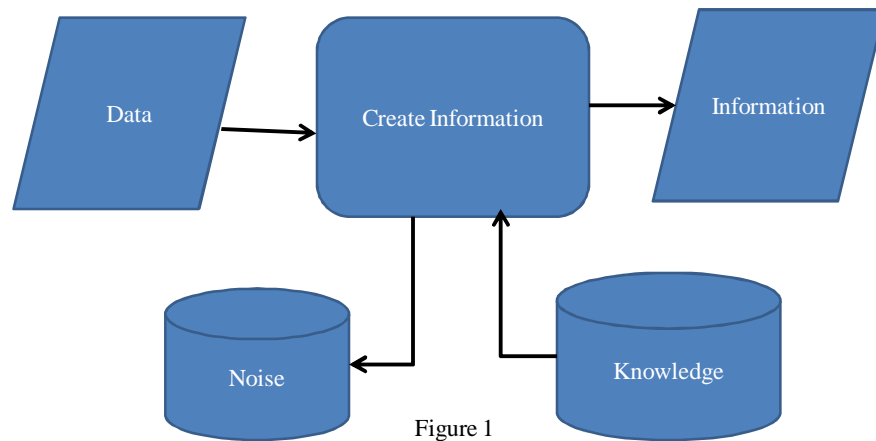 Data
Create Information
Information
Noise
Knowledge
Figure 1